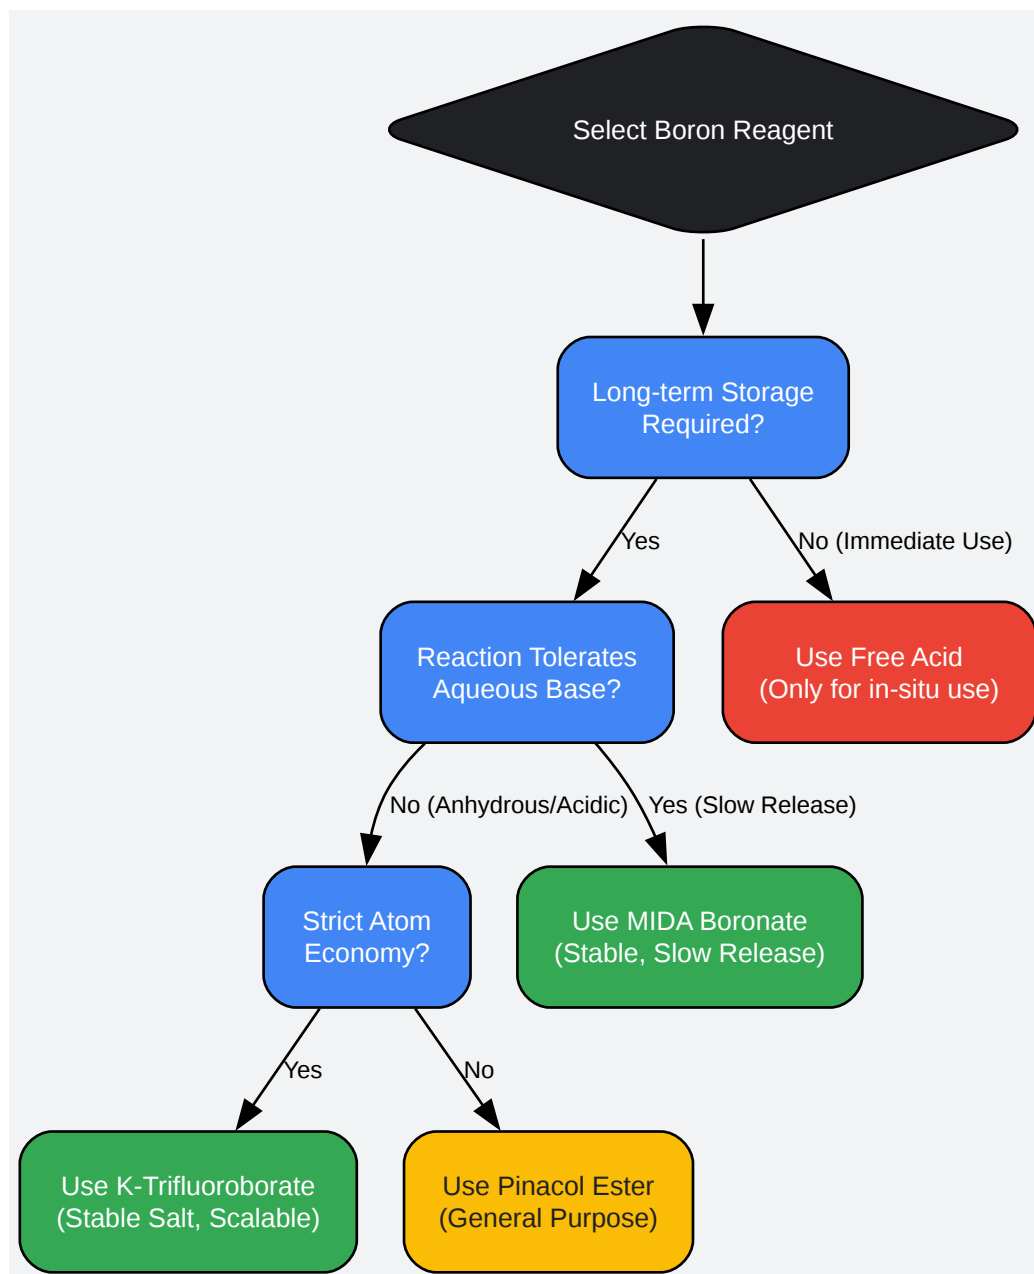 Select Boron Reagent
Long-term Storage
Required?
Yes
No (Immediate Use)
Reaction Tolerates
Aqueous Base?
Use Free Acid
(Only for in-situ use)
No (Anhydrous/Acidic)
Yes (Slow Release)
Strict Atom
Economy?
Use MIDA Boronate
(Stable, Slow Release)
Yes
No
Use K-Trifluoroborate
(Stable Salt, Scalable)
Use Pinacol Ester
(General Purpose)